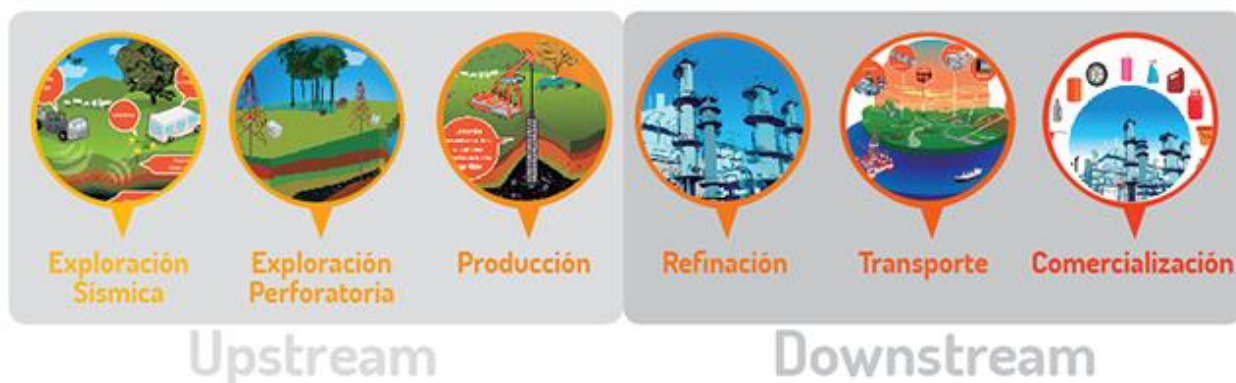 Exploración
Sísmica
Exploración
Perforatoria
Producción
Refinación
Transporte
Comercialización
Upstream
Downstream